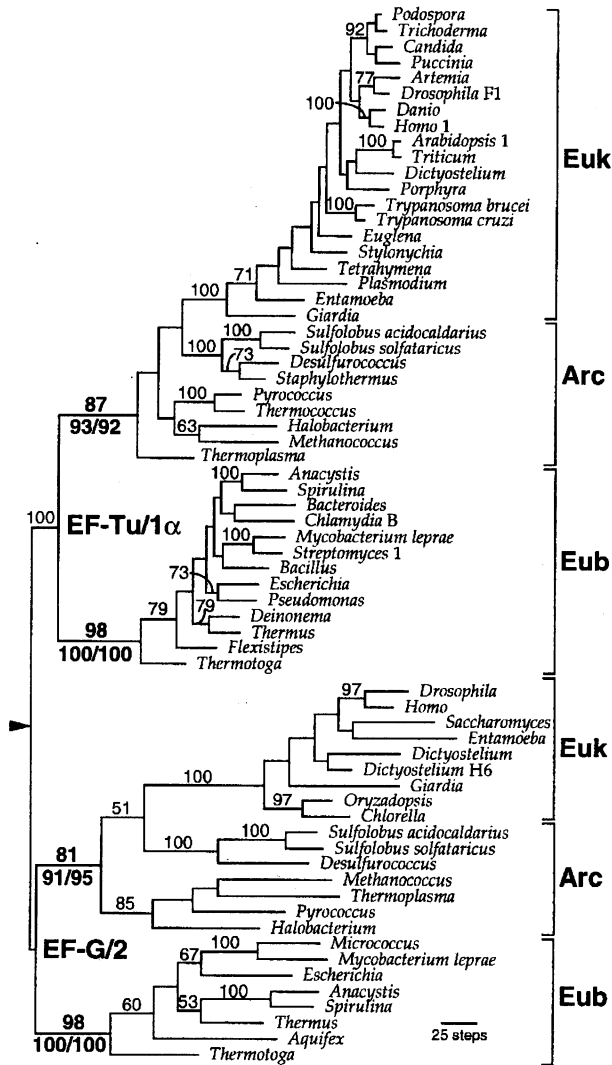 Podospora
92
Trichoderma
Candida
Puccinia
Artemia
77
Drosophila F1
100
Danio
Homo 1
Arabidopsis 1
100
Triticum
Dictyostelium
Porphyra
Trypanosoma brucei
100
Trypanosoma cruzi
Euglena
Stylonychia
Tetrahymena
71
Plasmodium
100
Entamoeba
Giardia
Euk
Sulfolobus acidocaldarius
100
Sulfolobus solfataricus
100
73
Desulfurococcus
Staphylothermus
Arc
Pyrococcus
100
Thermococcus
87
93/92
Halobacterium
63
Methanococcus
Thermoplasma
Anacystis
100
Spirulina
Bacteroides
Chlamydia B
100
EF-Tu/1α
Mycobacterium leprae
100
Streptomyces 1
Bacillus
Eub
73
Escherichia
Pseudomonas
79
79
Deinonema
Thermus
98
100/100
Flexistipes
Thermotoga
Drosophila
97
Homo
Saccharomyces
Entamoeba
Euk
Dictyostelium
Dictyostelium H6
100
Giardia
Oryzadopsis
97
Chlorella
51
Sulfolobus acidocaldarius
100
Sulfolobus solfataricus
100
Desulfurococcus
81
91/95
Arc
Methanococcus
Thermoplasma
85
Pyrococcus
Halobacterium
EF-G/2
Micrococcus
100
Mycobacterium leprae
67
Escherichia
Eub
Anacystis
100
60
53
Spirulina
Thermus
98
100/100
Aquifex
Thermotoga
25 steps